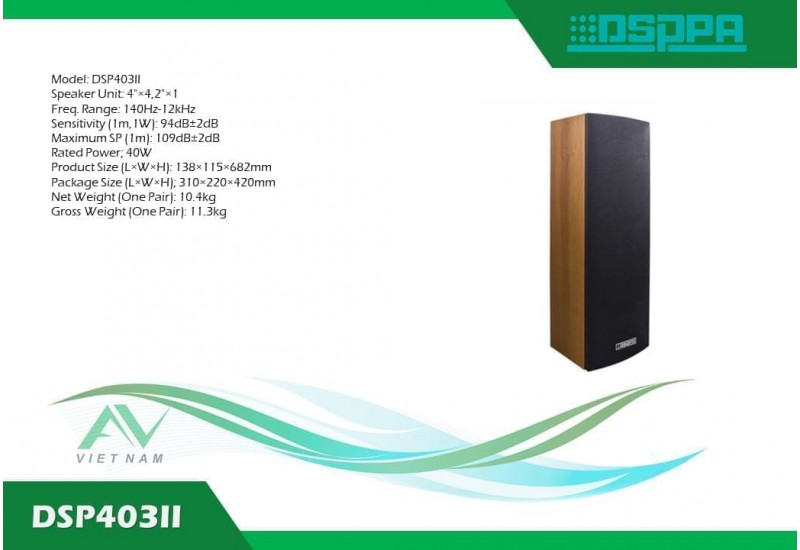 DSPPA
Model: DSP403II
Speaker Unit: 4"×4,2"×1
Freq. Range: 140Hz-12kHz
Sensitivity (1m,1W): 94dB±2dB
Maximum SP (1m): 109dB±2dB
Rated Power; 40W
Product Size (L×W×H): 138×115×682mm
Package Size (L×W×H); 310×220×420mm
Net Weight (One Pair): 10.4kg
Gross Weight (One Pair): 11.3kg
AV
VIETNAM
DSP403II